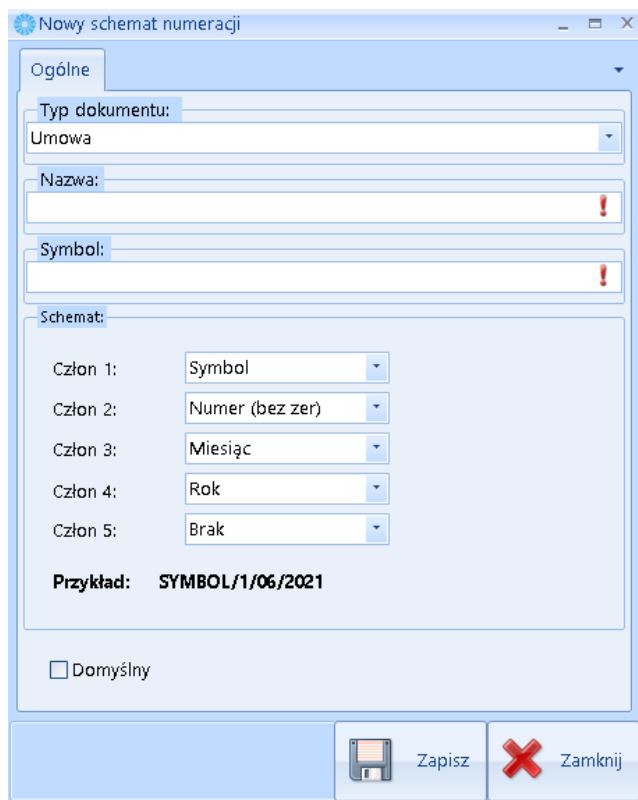 Nowy schemat numeracji
Ogólne
Typ dokumentu:
Umowa
Nazwa:
Symbol:
Schemat:
Człon 1: Symbol
Człon 2: Numer (bez zer)
Człon 3: Miesiąc
Człon 4: Rok
Człon 5: Brak
Przykład: SYMBOL/1/06/2021
Domyślny
Zapisz Zamknij